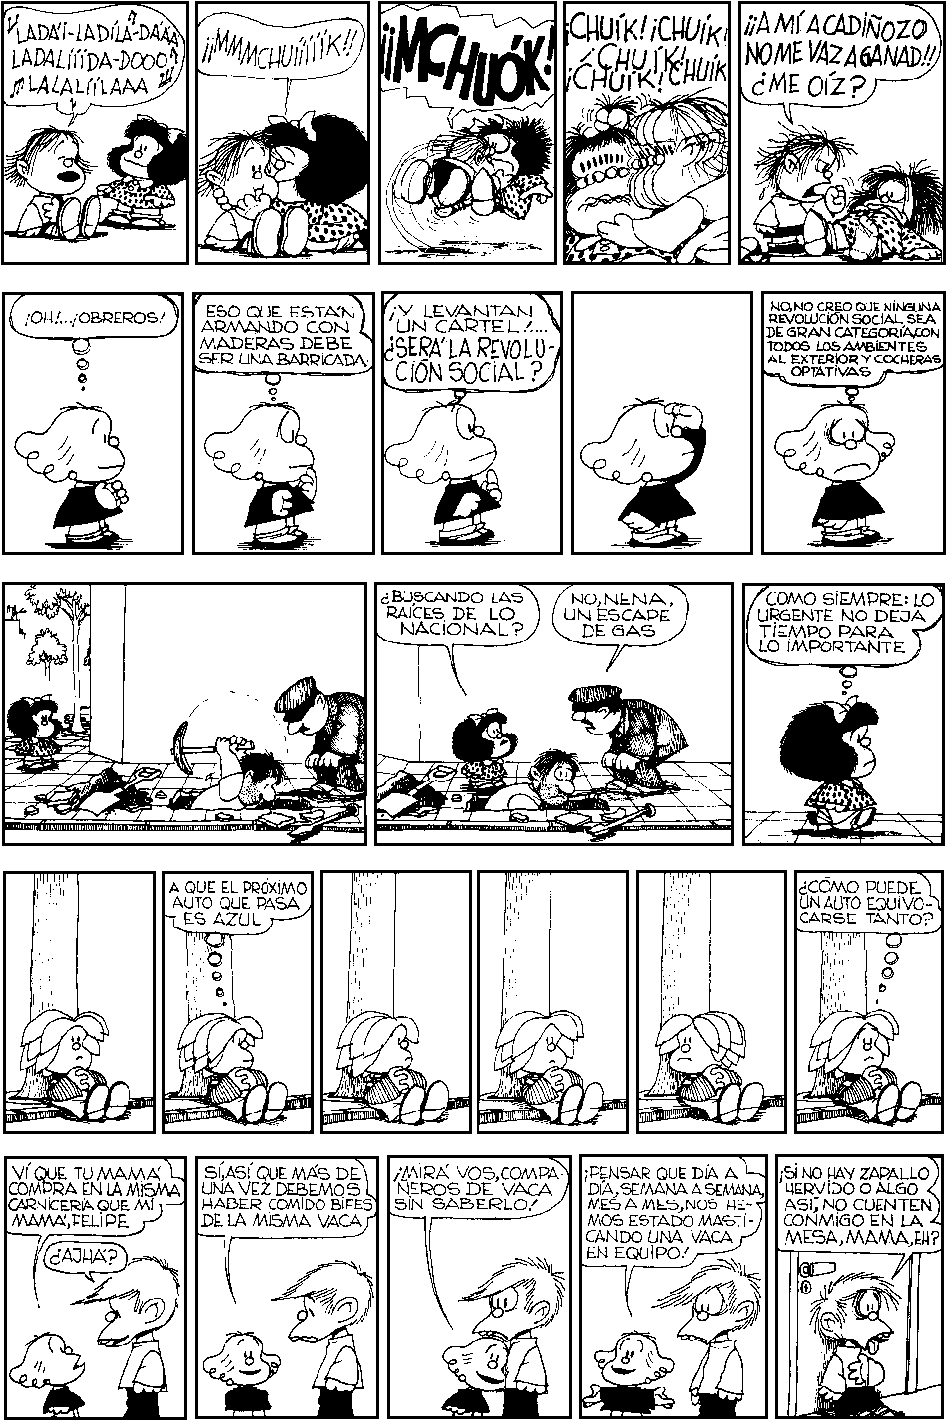 LADAÍ-LADÍLÁ-DAÁÁ
LADALÍÍÍDA-DOOO
LALALÍÍLAAA
¡¡MMMCHUÍÍÍÍK!!
¡¡MCHUÓK!
¡CHUÍK! ¡CHUÍK!
¡CHUÍK!
¡CHUÍK! ¡CHUÍK
¡¡A MÍ A CADIÑOZO
NO ME VAZ A GANAD!!
¿ME OÍZ?
¡OH!...¡OBREROS!
ESO QUE ESTÁN
ARMANDO CON
MADERAS DEBE
SER UNA BARRICADA
¡Y LEVANTAN
UN CARTEL!...
¿SERÁ LA REVOLU-
CIÓN SOCIAL?
NO, NO CREO QUE NINGUNA
REVOLUCIÓN SOCIAL SEA
DE GRAN CATEGORÍA, CON
TODOS LOS AMBIENTES
AL EXTERIOR Y COCHERAS
OPTATIVAS
¿BUSCANDO LAS
RAÍCES DE LO
NACIONAL?
NO, NENA,
UN ESCAPE
DE GAS
COMO SIEMPRE: LO
URGENTE NO DEJA
TIEMPO PARA
LO IMPORTANTE
A QUE EL PRÓXIMO
AUTO QUE PASA
ES AZUL
¿CÓMO PUEDE
UN AUTO EQUIVO-
CARSE TANTO?
VÍ QUE TU MAMÁ
COMPRA EN LA MISMA
CARNICERÍA QUE MI
MAMÁ, FELIPE
¿AJHÁ?
SÍ, ASÍ QUE MÁS DE
UNA VEZ DEBEMOS
HABER COMIDO BIFES
DE LA MISMA VACA
¡MIRÁ VOS, COMPA-
ÑEROS DE VACA
SIN SABERLO!
¡PENSAR QUE DÍA A
DÍA, SEMANA A SEMANA,
MES A MES, NOS HE-
MOS ESTADO MASTI-
CANDO UNA VACA
EN EQUIPO!
¡SI NO HAY ZAPALLO
HERVIDO O ALGO
ASÍ, NO CUENTEN
CONMIGO EN LA
MESA, MAMÁ, EH?